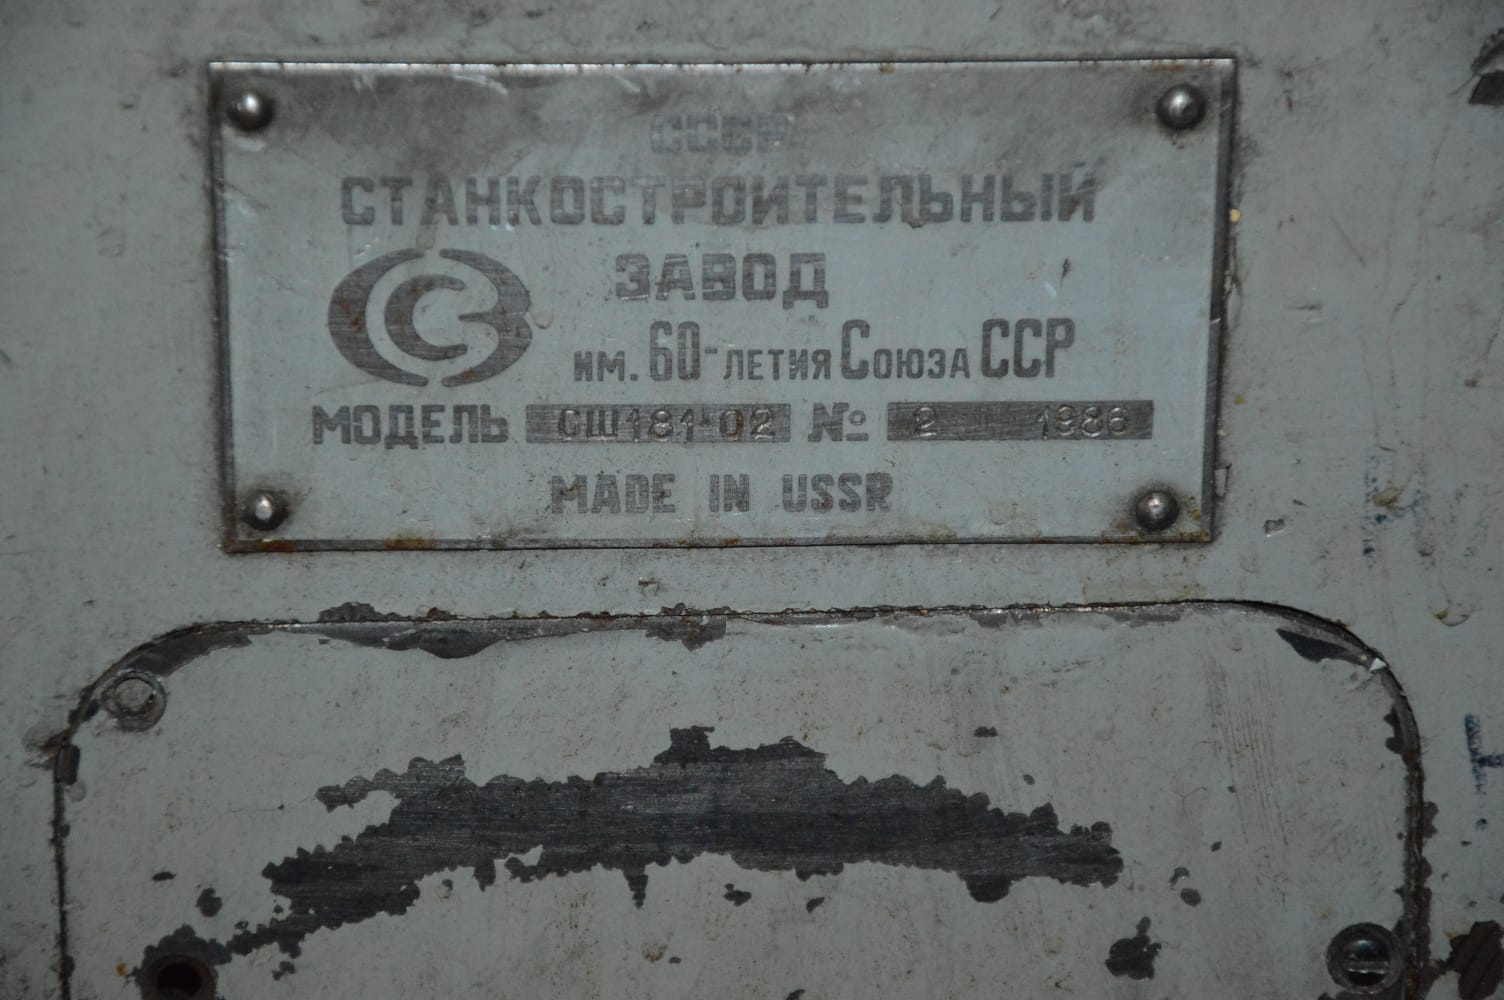 СССР
СТАНКОСТРОИТЕЛЬНЫЙ
ЗАВОД
им. 60-летия Союза ССР
МОДЕЛЬ СШ181-02 № 2 1986
MADE IN USSR